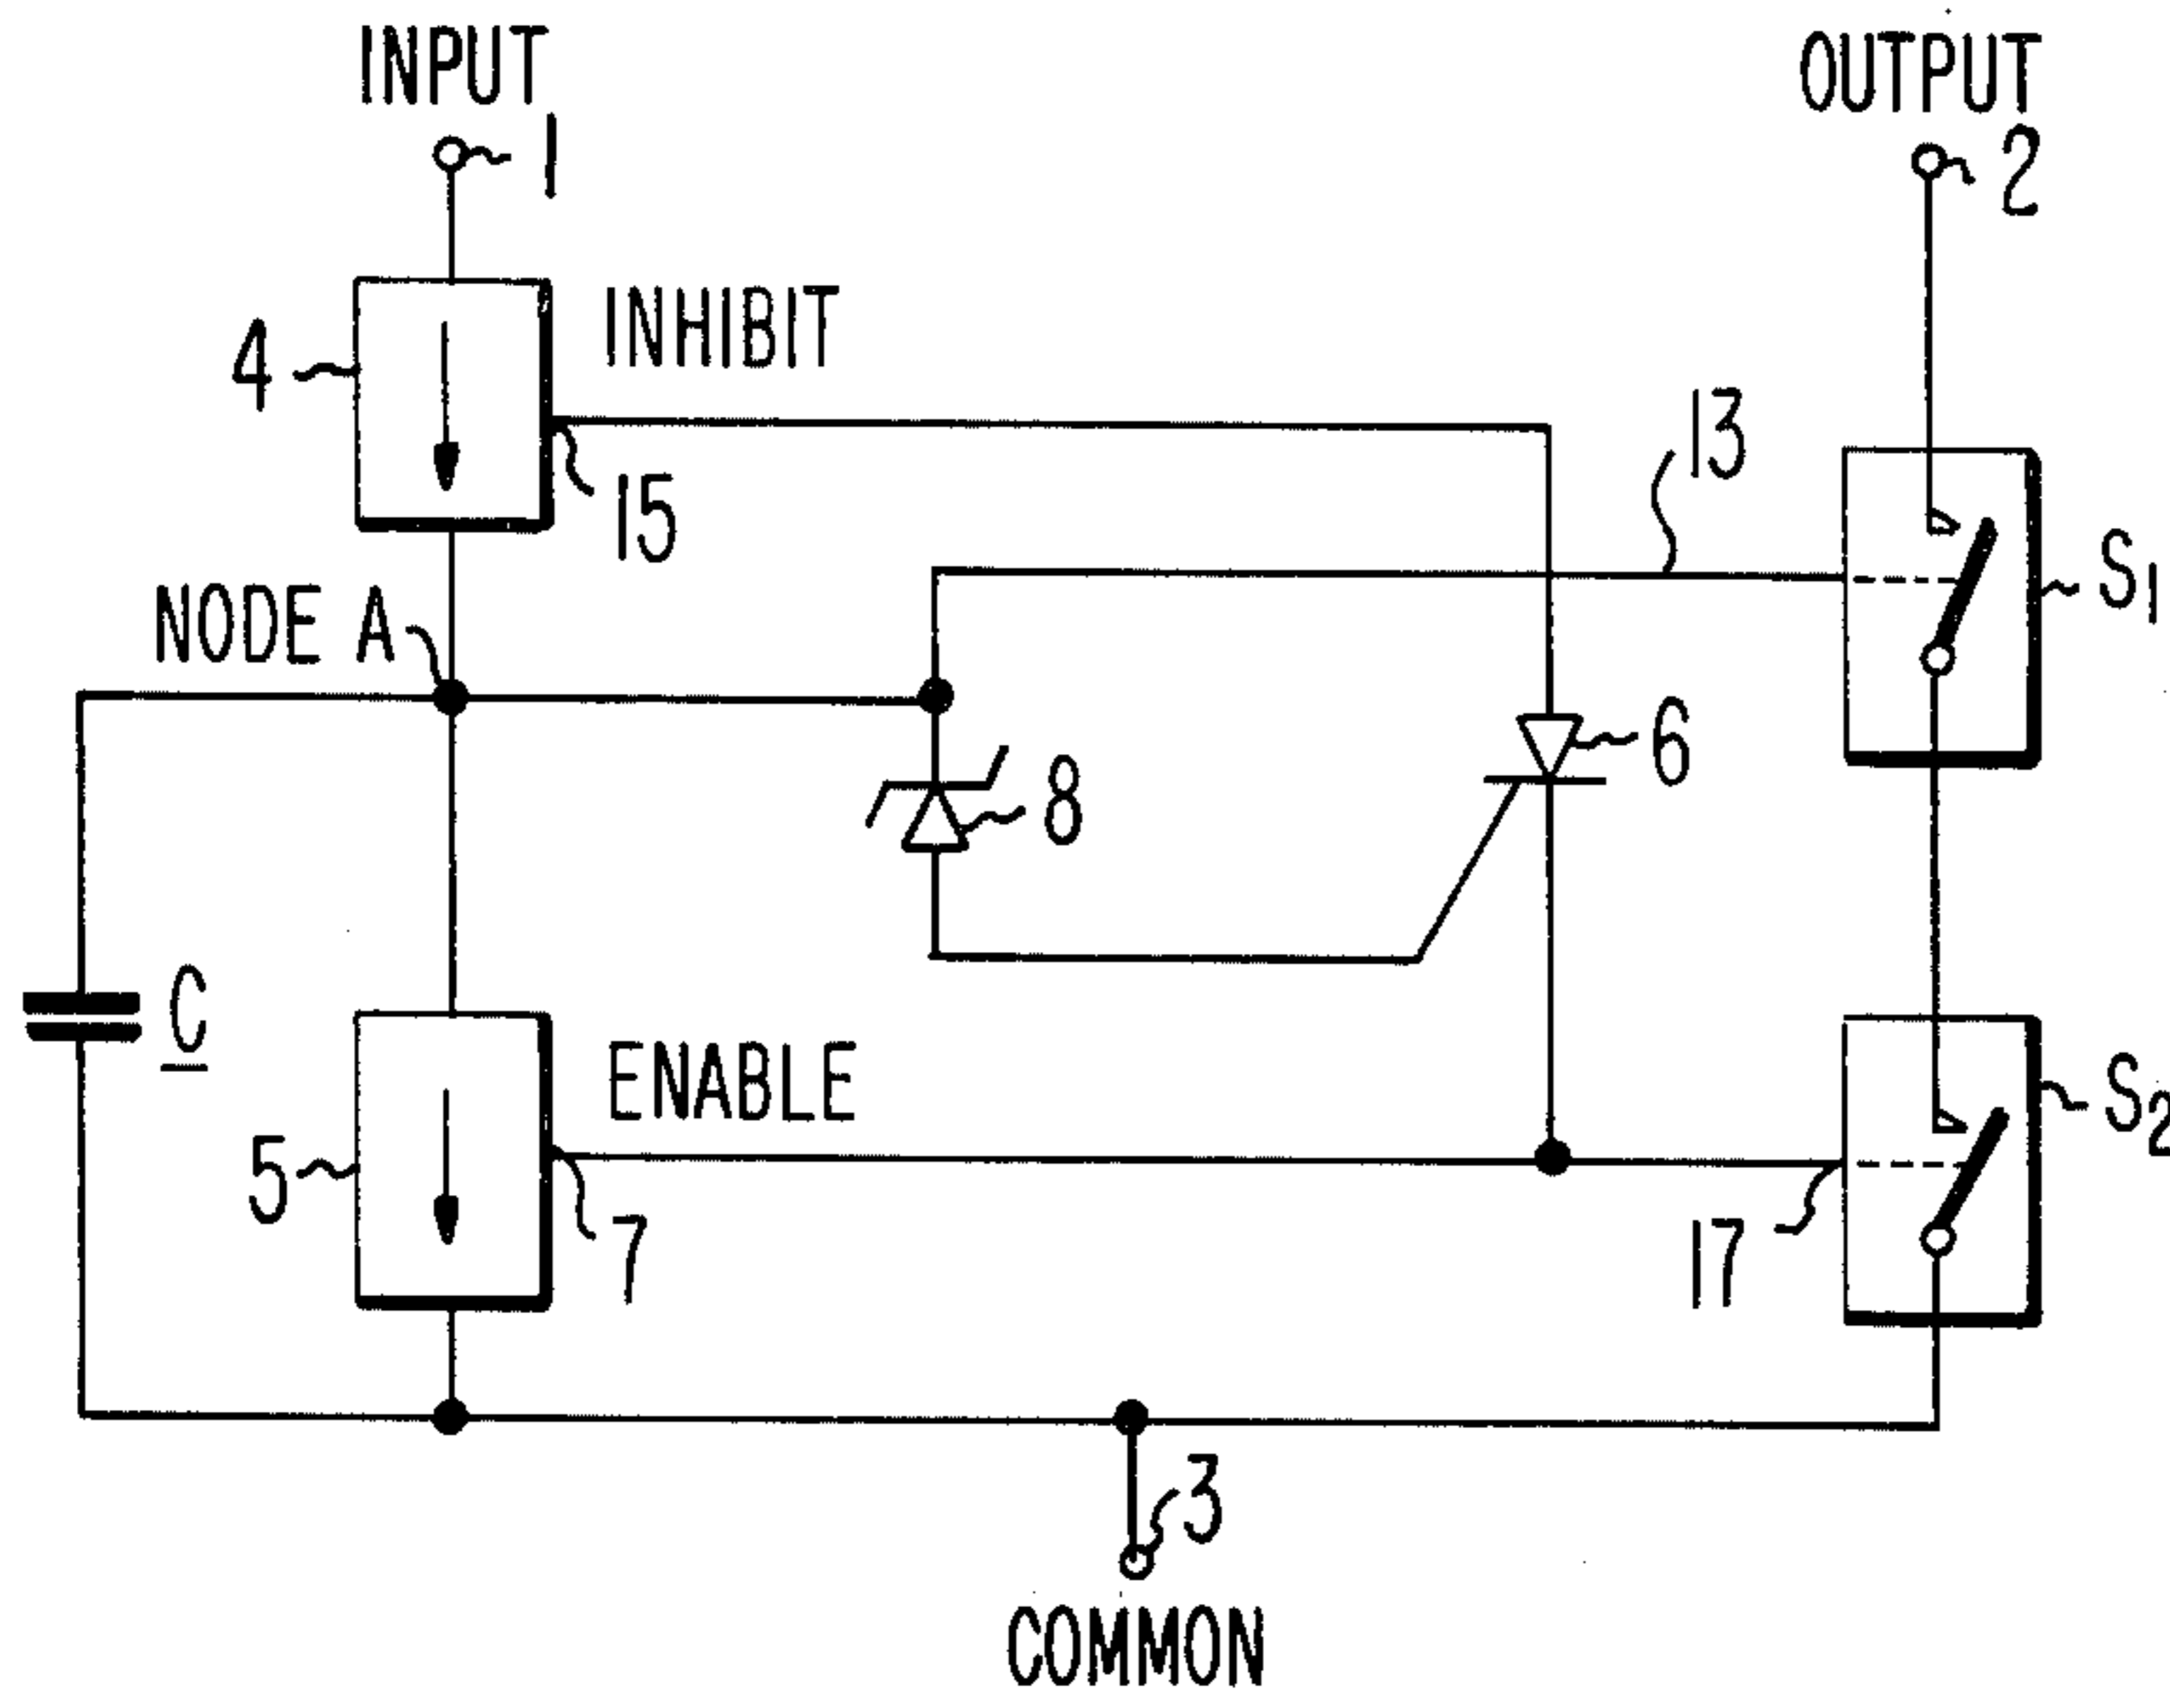 INPUT
1
OUTPUT
2
4
INHIBIT
15
13
S1
NODE A
8
6
C
5
ENABLE
7
17
S2
3
COMMON